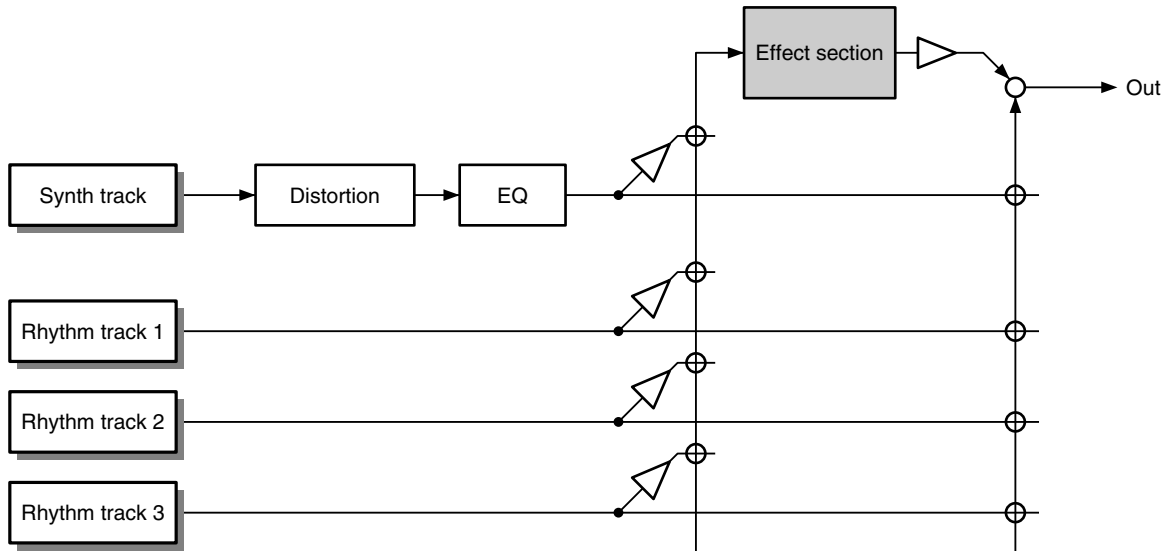 Effect section
Out
Synth track
Distortion
EQ
Rhythm track 1
Rhythm track 2
Rhythm track 3